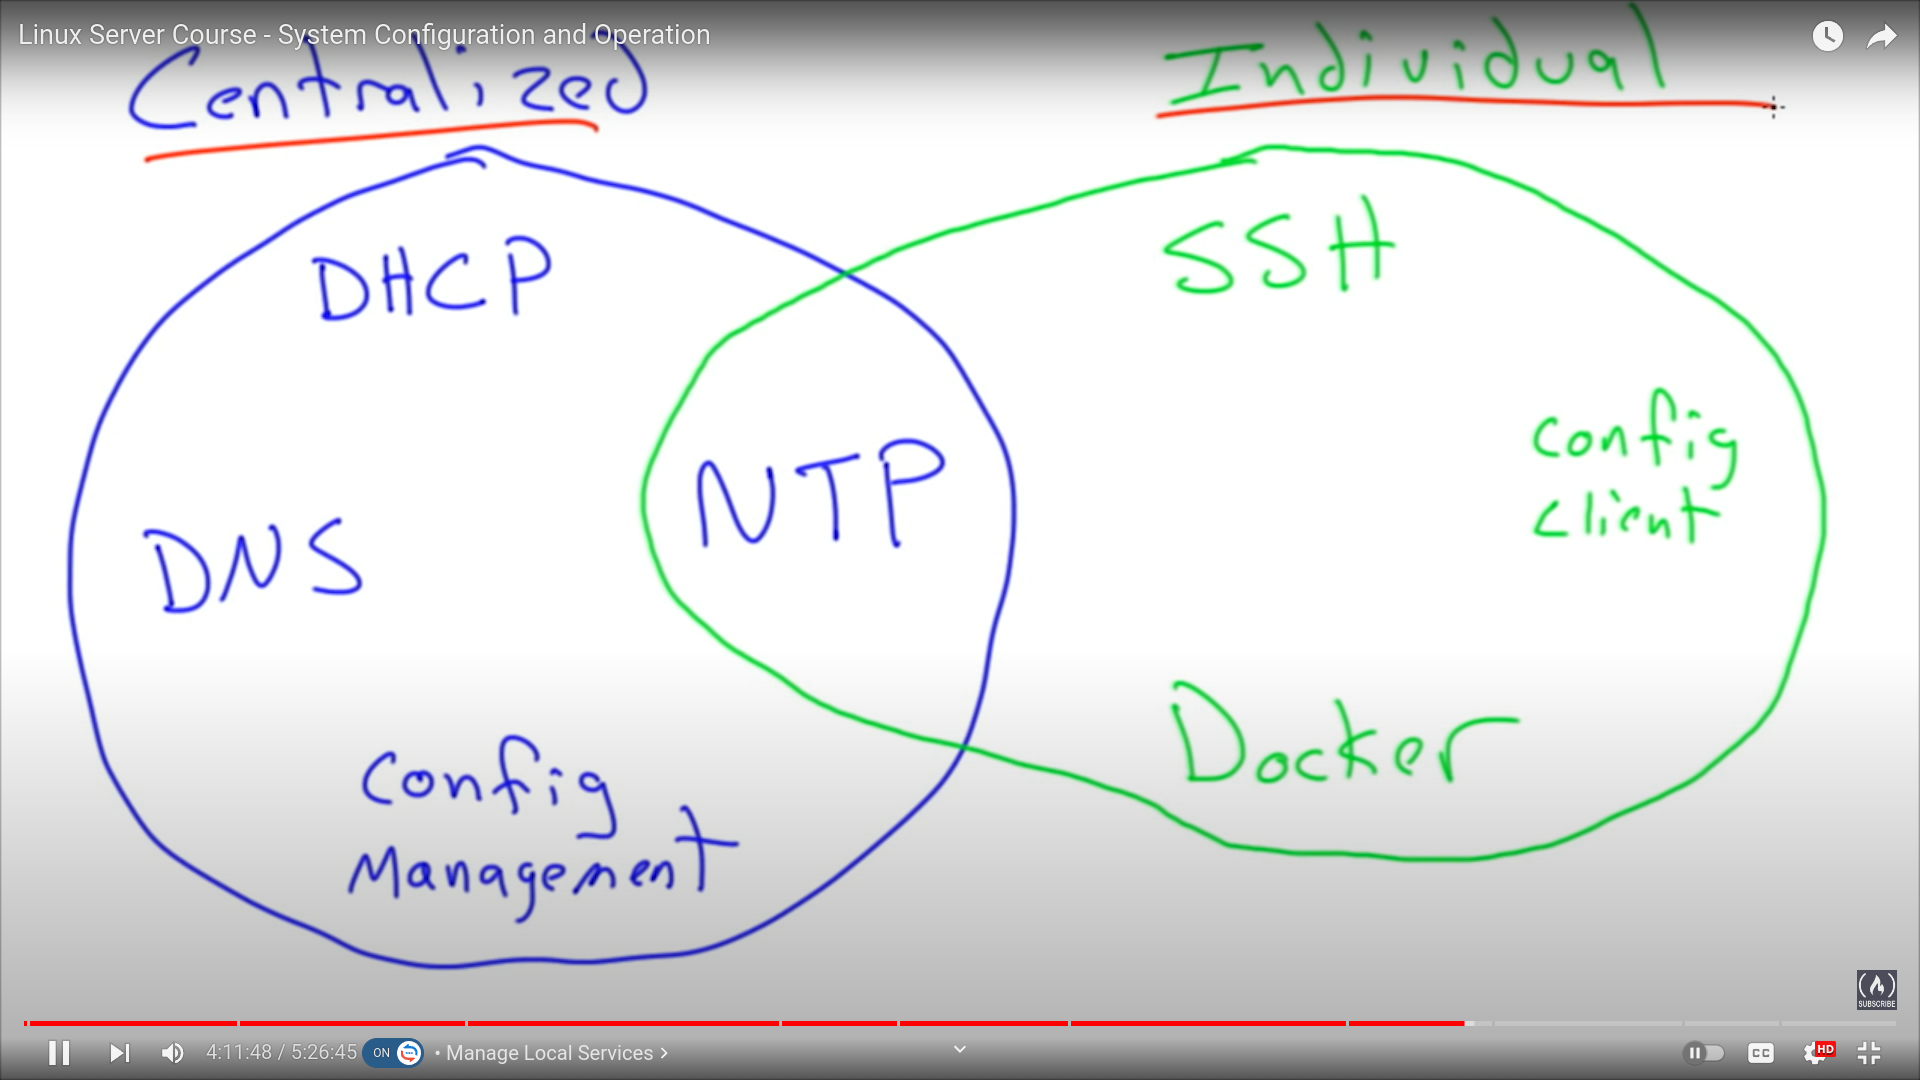 Linux Server Course - System Configuration and Operation
Centralized
Individual
DHCP
SSH
config
client
NTP
DNS
Docker
Config
Management
SUBSCRIBE
4:11:48 / 5:26:45
ON
• Manage Local Services >
CC
HD